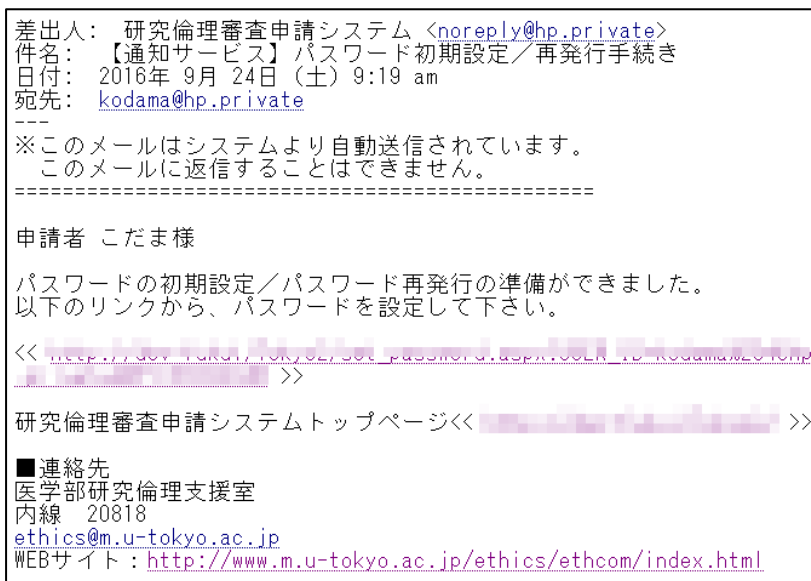 差出人: 研究倫理審査申請システム <noreply@hp.private>
件名: 【通知サービス】パスワード初期設定/再発行手続き
日付: 2016年 9月 24日 (土) 9:19 am
宛先: kodama@hp.private
---
※このメールはシステムより自動送信されています。
このメールに返信することはできません。
================================================
申請者 こだま様
パスワードの初期設定/パスワード再発行の準備ができました。
以下のリンクから、パスワードを設定して下さい。
<<
>>
研究倫理審査申請システムトップページ<< >>
■連絡先
医学部研究倫理支援室
内線 20818
ethics@m.u-tokyo.ac.jp
WEBサイト:http://www.m.u-tokyo.ac.jp/ethics/ethcom/index.html